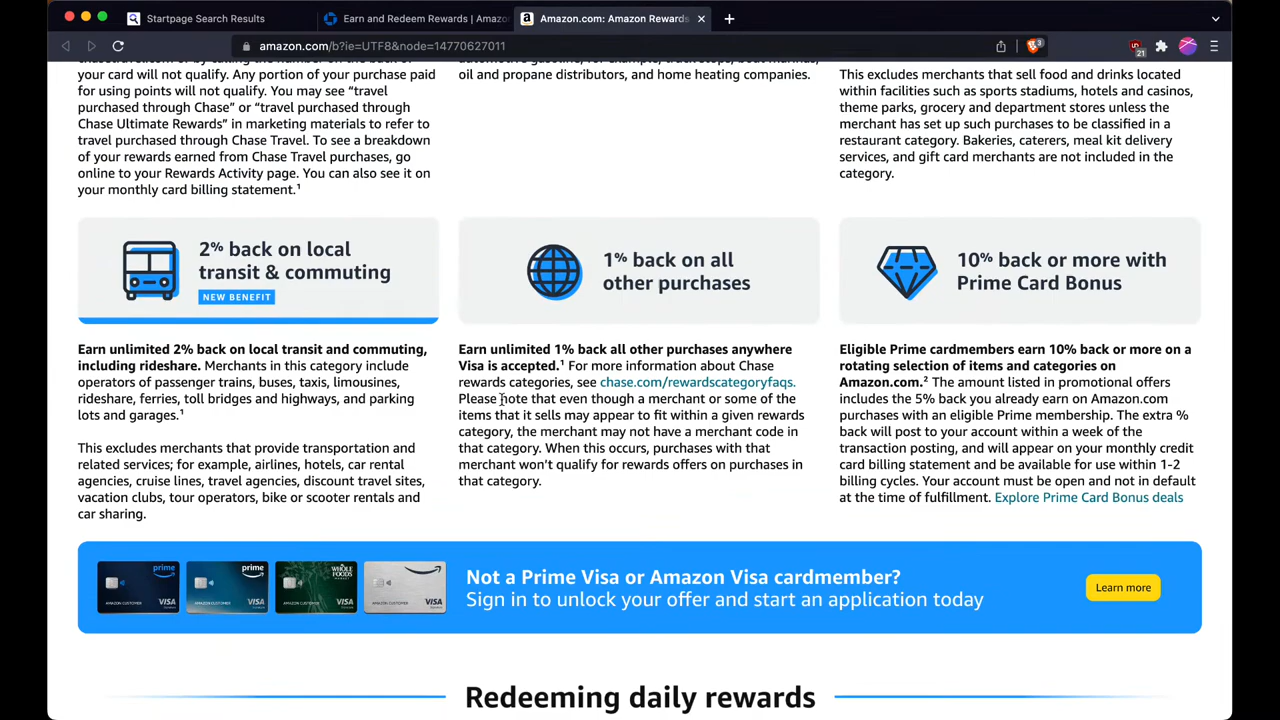 Startpage Search Results
Earn and Redeem Rewards | Amazo
Amazon.com: Amazon Rewards
amazon.com/b?ie=UTF8&node=14770627011
3
21
your card will not qualify. Any portion of your purchase paid
for using points will not qualify. You may see “travel
purchased through Chase” or “travel purchased through
Chase Ultimate Rewards” in marketing materials to refer to
travel purchased through Chase Travel. To see a breakdown
of your rewards earned from Chase Travel purchases, go
online to your Rewards Activity page. You can also see it on
your monthly card billing statement.¹
oil and propane distributors, and home heating companies.
This excludes merchants that sell food and drinks located
within facilities such as sports stadiums, hotels and casinos,
theme parks, grocery and department stores unless the
merchant has set up such purchases to be classified in a
restaurant category. Bakeries, caterers, meal kit delivery
services, and gift card merchants are not included in the
category.
2% back on local
transit & commuting
NEW BENEFIT
Earn unlimited 2% back on local transit and commuting,
including rideshare. Merchants in this category include
operators of passenger trains, buses, taxis, limousines,
rideshare, ferries, toll bridges and highways, and parking
lots and garages.¹
This excludes merchants that provide transportation and
related services; for example, airlines, hotels, car rental
agencies, cruise lines, travel agencies, discount travel sites,
vacation clubs, tour operators, bike or scooter rentals and
car sharing.
1% back on all
other purchases
Earn unlimited 1% back all other purchases anywhere
Visa is accepted.¹ For more information about Chase
rewards categories, see chase.com/rewardscategoryfaqs.
Please note that even though a merchant or some of the
items that it sells may appear to fit within a given rewards
category, the merchant may not have a merchant code in
that category. When this occurs, purchases with that
merchant won't qualify for rewards offers on purchases in
that category.
10% back or more with
Prime Card Bonus
Eligible Prime cardmembers earn 10% back or more on a
rotating selection of items and categories on
Amazon.com.² The amount listed in promotional offers
includes the 5% back you already earn on Amazon.com
purchases with an eligible Prime membership. The extra %
back will post to your account within a week of the
transaction posting, and will appear on your monthly credit
card billing statement and be available for use within 1-2
billing cycles. Your account must be open and not in default
at the time of fulfillment. Explore Prime Card Bonus deals
prime
AMAZON CUSTOMER
VISA
prime
AMAZON CUSTOMER
VISA
WHOLE
FOODS
MARKET
AMAZON CUSTOMER
VISA
AMAZON CUSTOMER
VISA
Not a Prime Visa or Amazon Visa cardmember?
Sign in to unlock your offer and start an application today
Learn more
Redeeming daily rewards